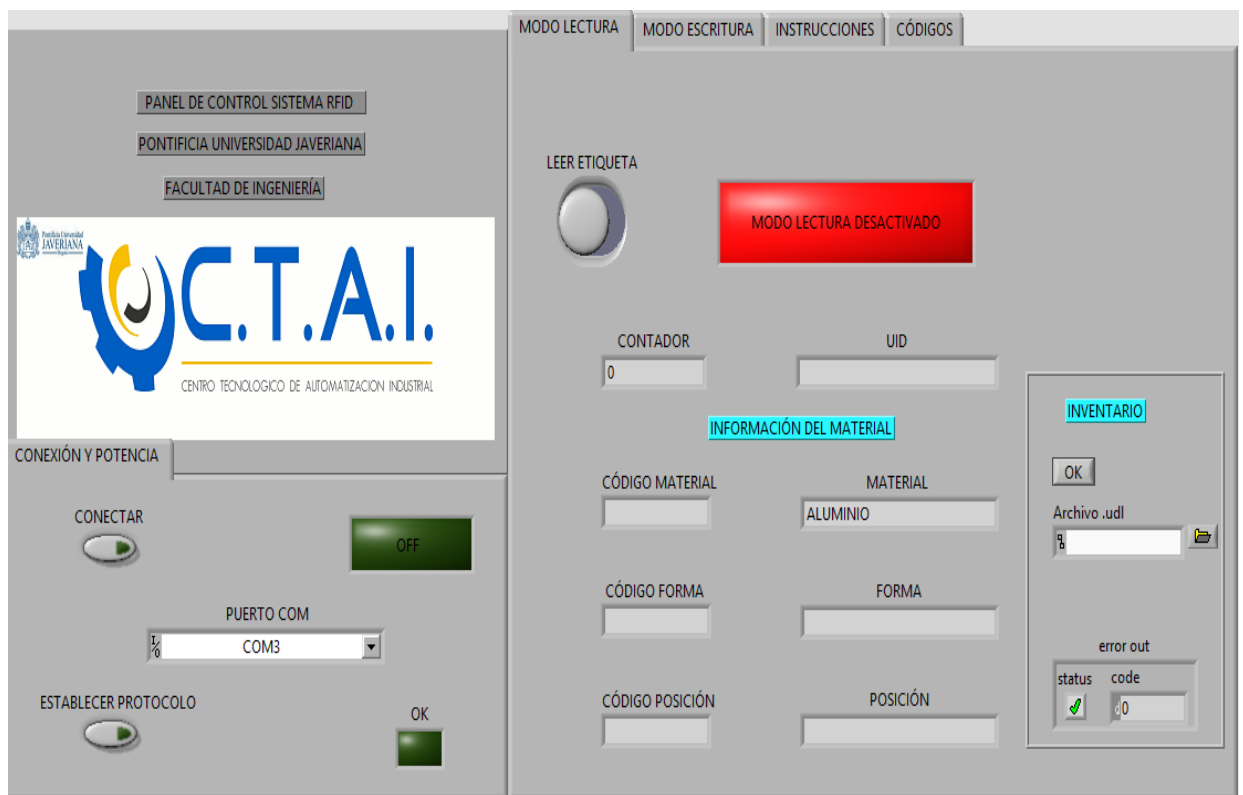 PANEL DE CONTROL SISTEMA RFID
PONTIFICIA UNIVERSIDAD JAVERIANA
FACULTAD DE INGENIERÍA
Pontificia Universidad
JAVERIANA
Bogotá
C.T.A.I.
CENTRO TECNOLOGICO DE AUTOMATIZACION INDUSTRIAL
CONEXIÓN Y POTENCIA
CONECTAR
OFF
PUERTO COM
COM3
ESTABLECER PROTOCOLO
OK
MODO LECTURA
MODO ESCRITURA
INSTRUCCIONES
CÓDIGOS
LEER ETIQUETA
MODO LECTURA DESACTIVADO
CONTADOR
0
UID
INFORMACIÓN DEL MATERIAL
CÓDIGO MATERIAL
MATERIAL
ALUMINIO
CÓDIGO FORMA
FORMA
CÓDIGO POSICIÓN
POSICIÓN
INVENTARIO
OK
Archivo .udl
error out
status
code
d0